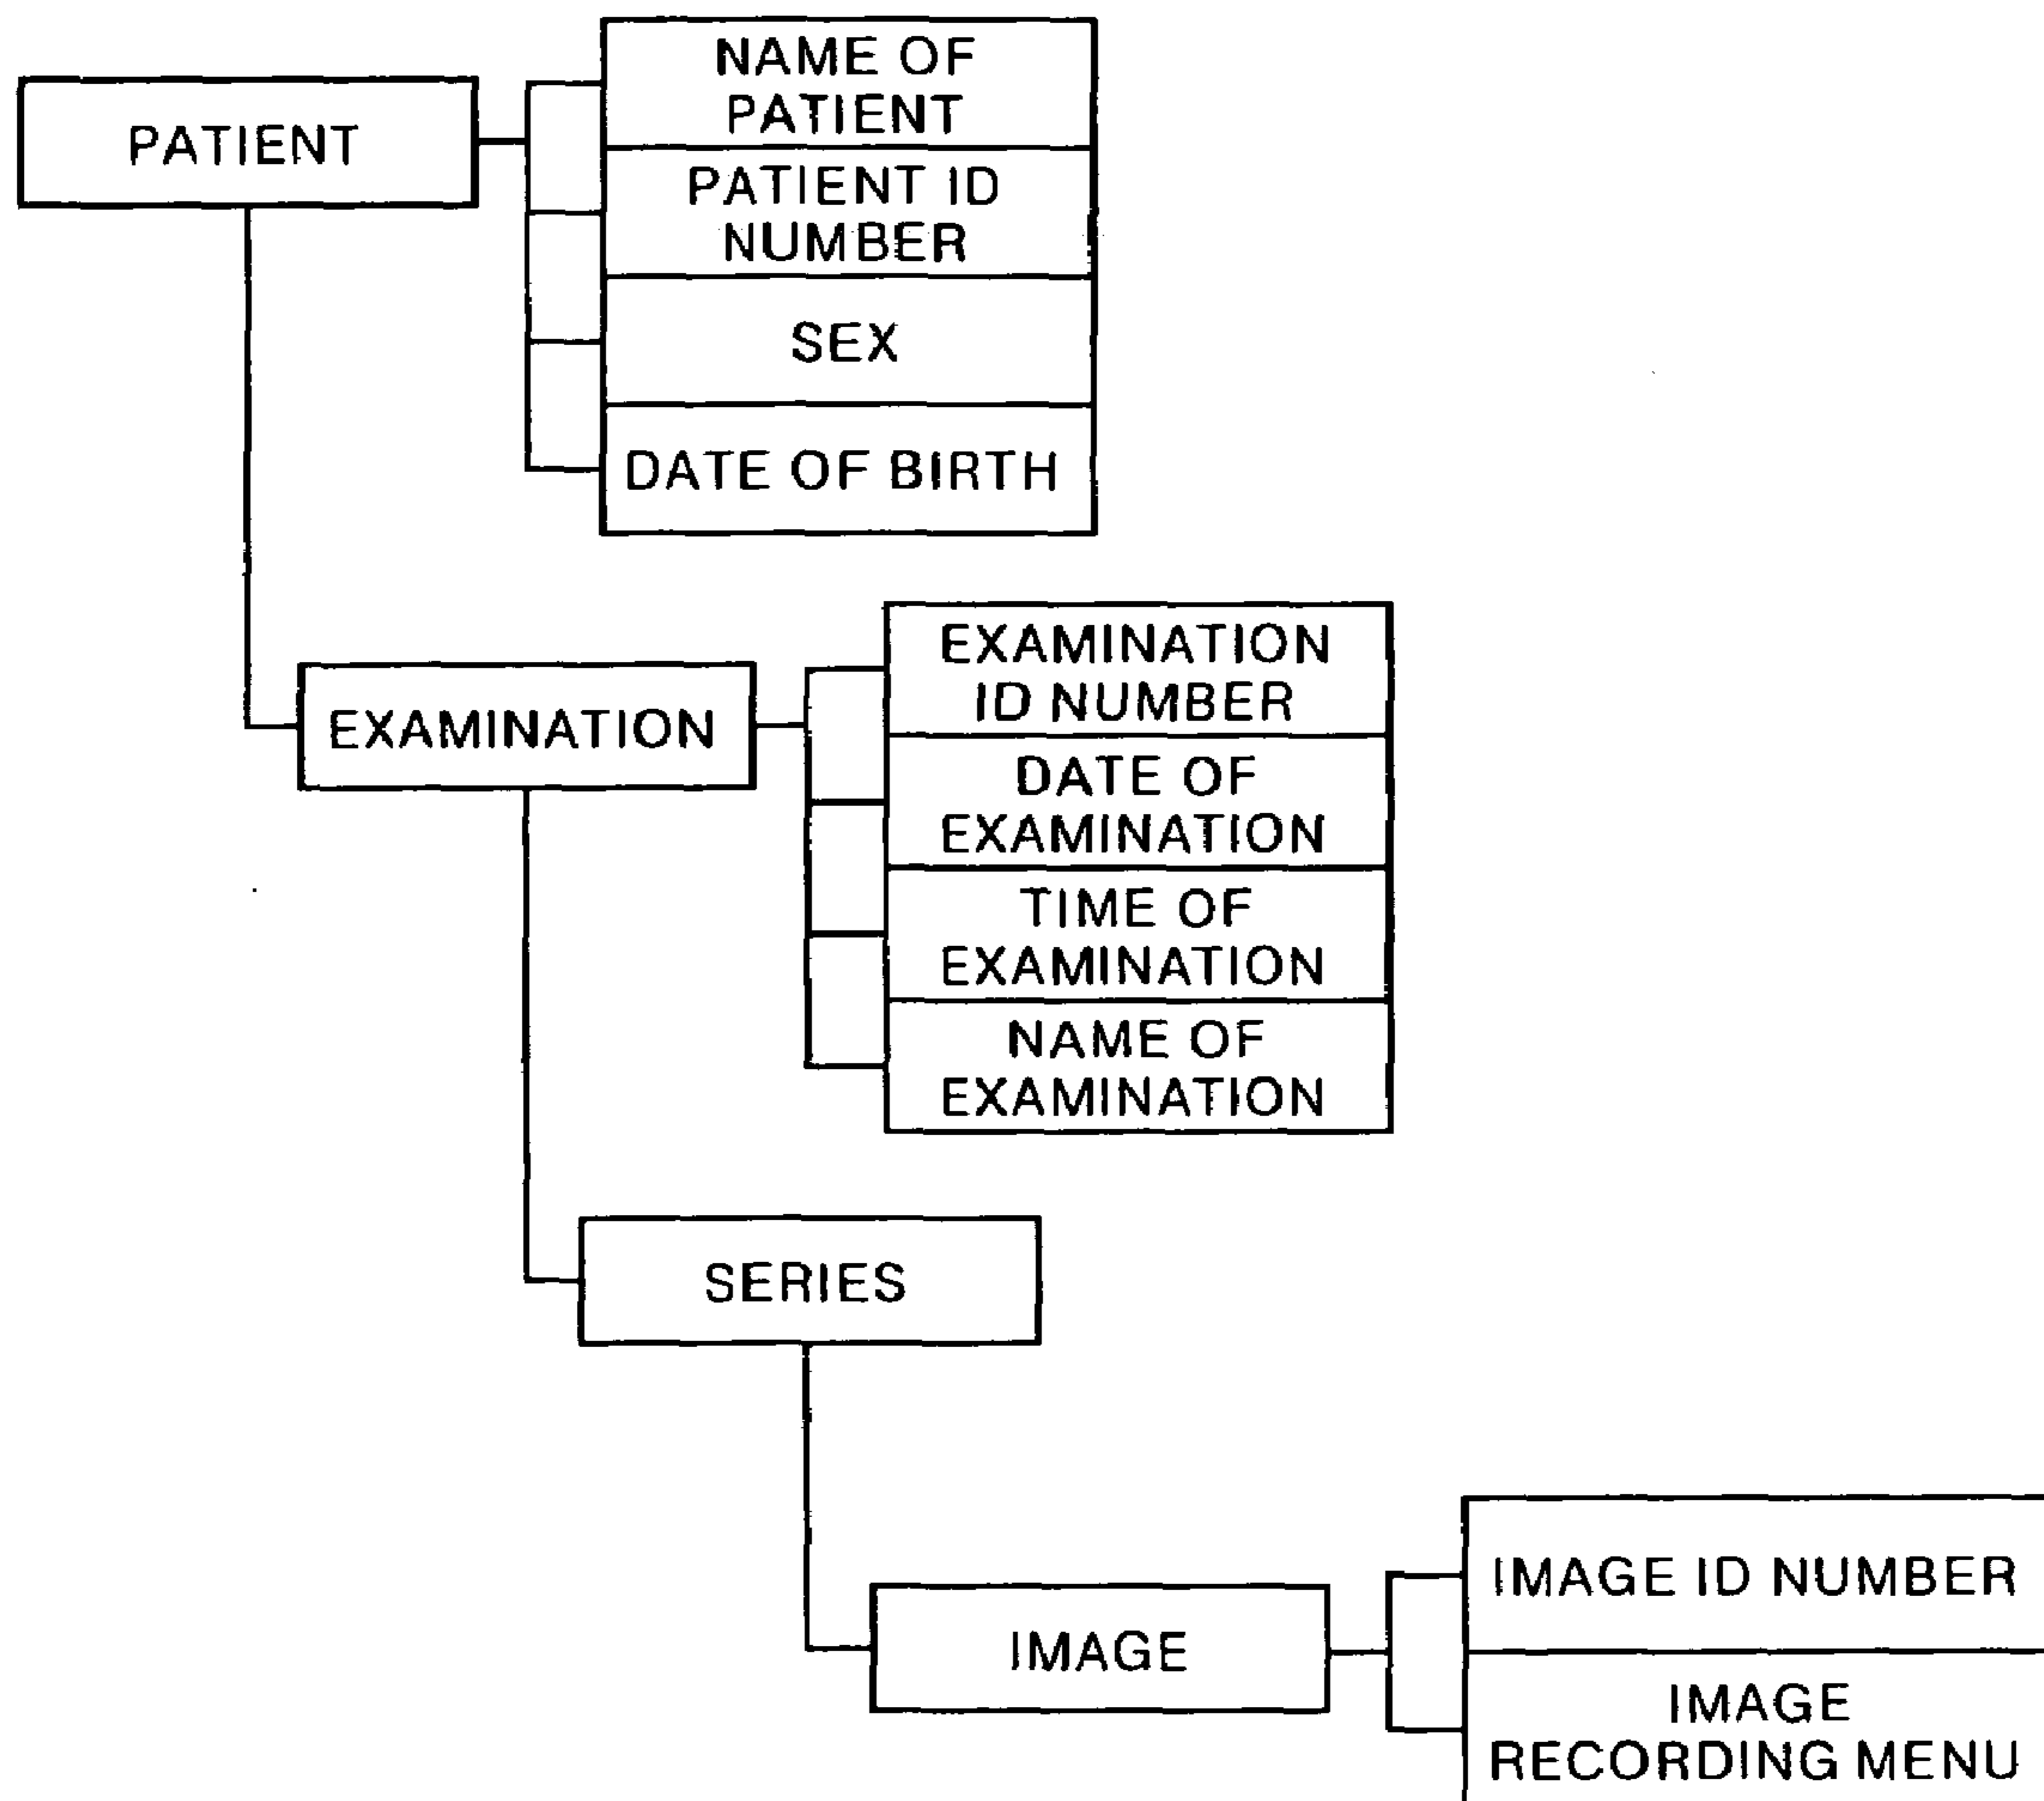 PATIENT
NAME OF
PATIENT
PATIENT ID
NUMBER
SEX
DATE OF BIRTH
EXAMINATION
EXAMINATION
ID NUMBER
DATE OF
EXAMINATION
TIME OF
EXAMINATION
NAME OF
EXAMINATION
SERIES
IMAGE
IMAGE ID NUMBER
IMAGE
RECORDING MENU